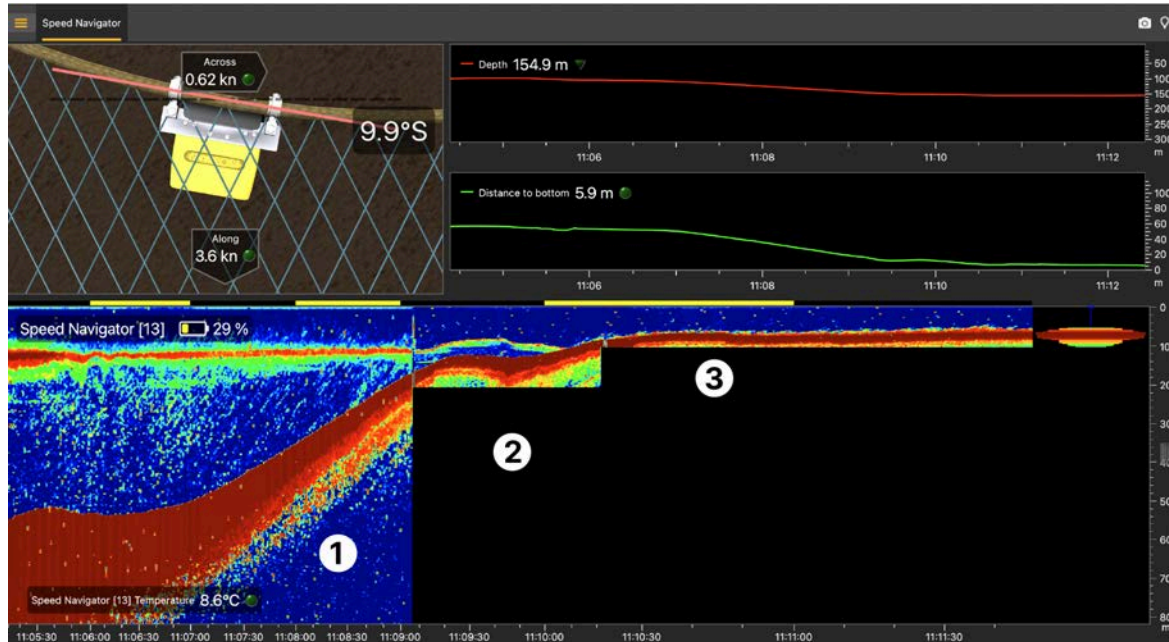 Speed Navigator
Across
0.62 kn
9.9°S
Along
3.6 kn
Depth 154.9 m
50
100
150
200
250
300
m
11:06 11:08 11:10 11:12
Distance to bottom 5.9 m
100
80
60
40
20
0
m
11:06 11:08 11:10 11:12
Speed Navigator [13] 29 %
0
10
20
30
40
50
60
70
80
m
1
2
3
Speed Navigator [13] Temperature 8.6°C
11:05:30 11:06:00 11:06:30 11:07:00 11:07:30 11:08:00 11:08:30 11:09:00 11:09:30 11:10:00 11:10:30 11:11:00 11:11:30